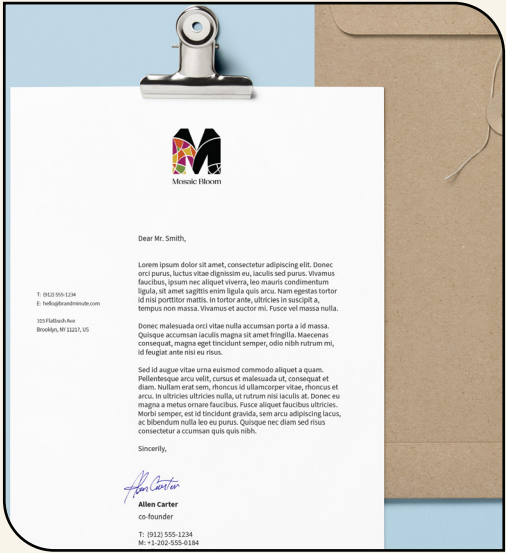 Mosaic Bloom
Dear Mr. Smith,
T: (912) 555-1234
E: hello@brandminute.com
315 Flatbush Ave
Brooklyn, NY 11217, US
Lorem ipsum dolor sit amet, consectetur adipiscing elit. Donec
orci purus, luctus vitae dignissim eu, iaculis sed purus. Vivamus
faucibus, ipsum nec aliquet viverra, leo mauris condimentum
ligula, sit amet sagittis enim ligula quis arcu. Nam egestas tortor
id nisi porttitor mattis. In tortor ante, ultricies in suscipit a,
tempus non massa. Vivamus et auctor mi. Fusce vel massa nulla.
Donec malesuada orci vitae nulla accumsan porta a id massa.
Quisque accumsan iaculis magna sit amet fringilla. Maecenas
consequat, magna eget tincidunt semper, odio nibh rutrum mi,
id feugiat ante nisi eu risus.
Sed id augue vitae urna euismod commodo aliquet a quam.
Pellentesque arcu velit, cursus et malesuada ut, consequat et
diam. Nullam erat sem, rhoncus id ullamcorper vitae, rhoncus et
arcu. In ultricies ultricies nulla, ut rutrum nisi iaculis at. Donec eu
magna a metus ornare faucibus. Fusce aliquet faucibus ultricies.
Morbi semper, est id tincidunt gravida, sem arcu adipiscing lacus,
ac bibendum nulla leo eu purus. Quisque nec diam sed risus
consectetur a ccumsan quis quis nibh.
Sincerily,
Allen Carter
Allen Carter
co-founder
T: (912) 555-1234
M: +1-202-555-0184